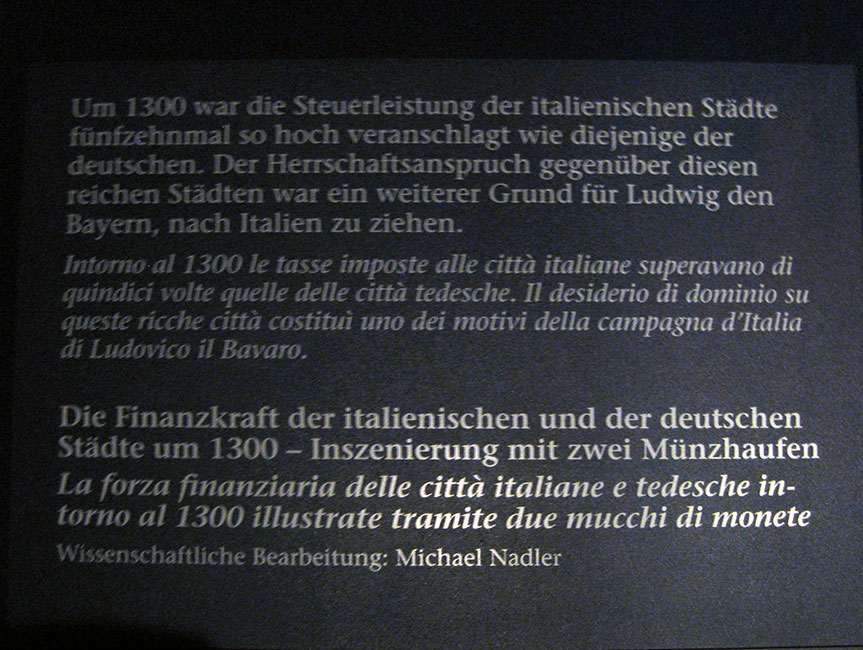 Um 1300 war die Steuerleistung der italienischen Städte
fünfzehnmal so hoch veranschlagt wie diejenige der
deutschen. Der Herrschaftsanspruch gegenüber diesen
reichen Städten war ein weiterer Grund für Ludwig den
Bayern, nach Italien zu ziehen.
Intorno al 1300 le tasse imposte alle città italiane superavano di
quindici volte quelle delle città tedesche. Il desiderio di dominio su
queste ricche città costituì uno dei motivi della campagna d'Italia
di Ludovico il Bavaro.
Die Finanzkraft der italienischen und der deutschen
Städte um 1300 – Inszenierung mit zwei Münzhaufen
La forza finanziaria delle città italiane e tedesche in-
torno al 1300 illustrate tramite due mucchi di monete
Wissenschaftliche Bearbeitung: Michael Nadler